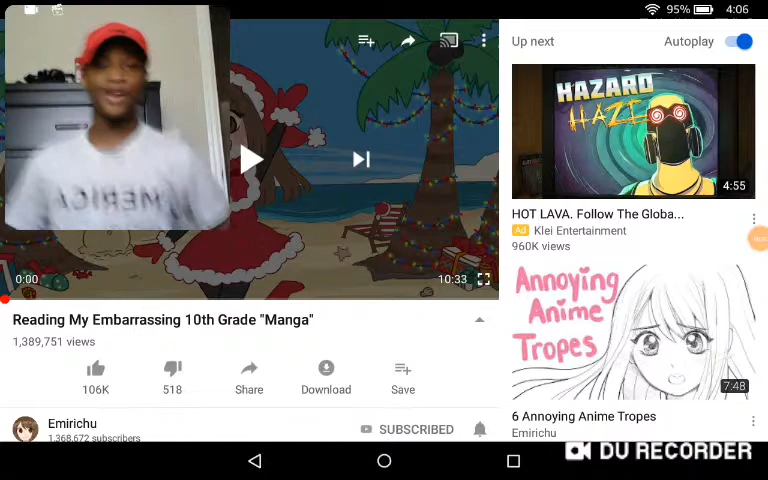 95%
4:06
Up next
Autoplay
HAZARD
HAZE
4:55
HOT LAVA. Follow The Globa...
Ad Klei Entertainment
960K views
0:00
10:33
Reading My Embarrassing 10th Grade "Manga"
1,389,751 views
106K
518
Share
Download
Save
Emirichu
1,368,672 subscribers
SUBSCRIBED
Annoying
Anime
Tropes
7:48
6 Annoying Anime Tropes
Emirichu
DU RECORDER